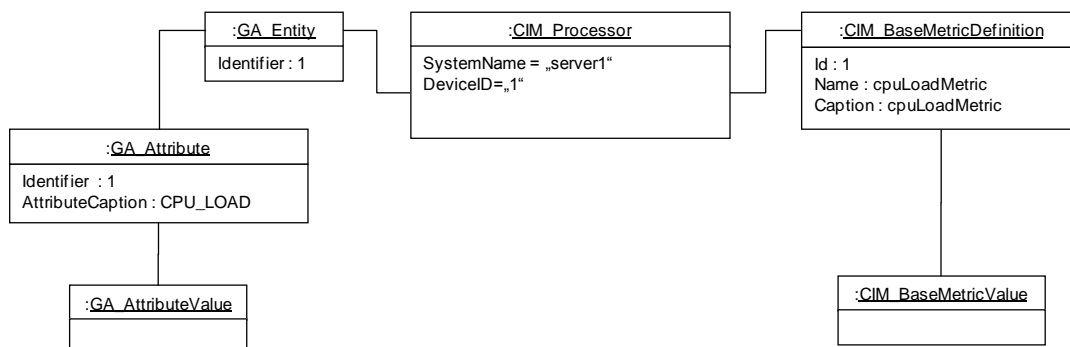 :GA_Entity
Identifier : 1
:CIM_Processor
SystemName = „server1“
DeviceID=„1“
:CIM_BaseMetricDefinition
Id : 1
Name : cpuLoadMetric
Caption : cpuLoadMetric
:GA_Attribute
Identifier : 1
AttributeCaption : CPU_LOAD
:GA_AttributeValue
:CIM_BaseMetricValue